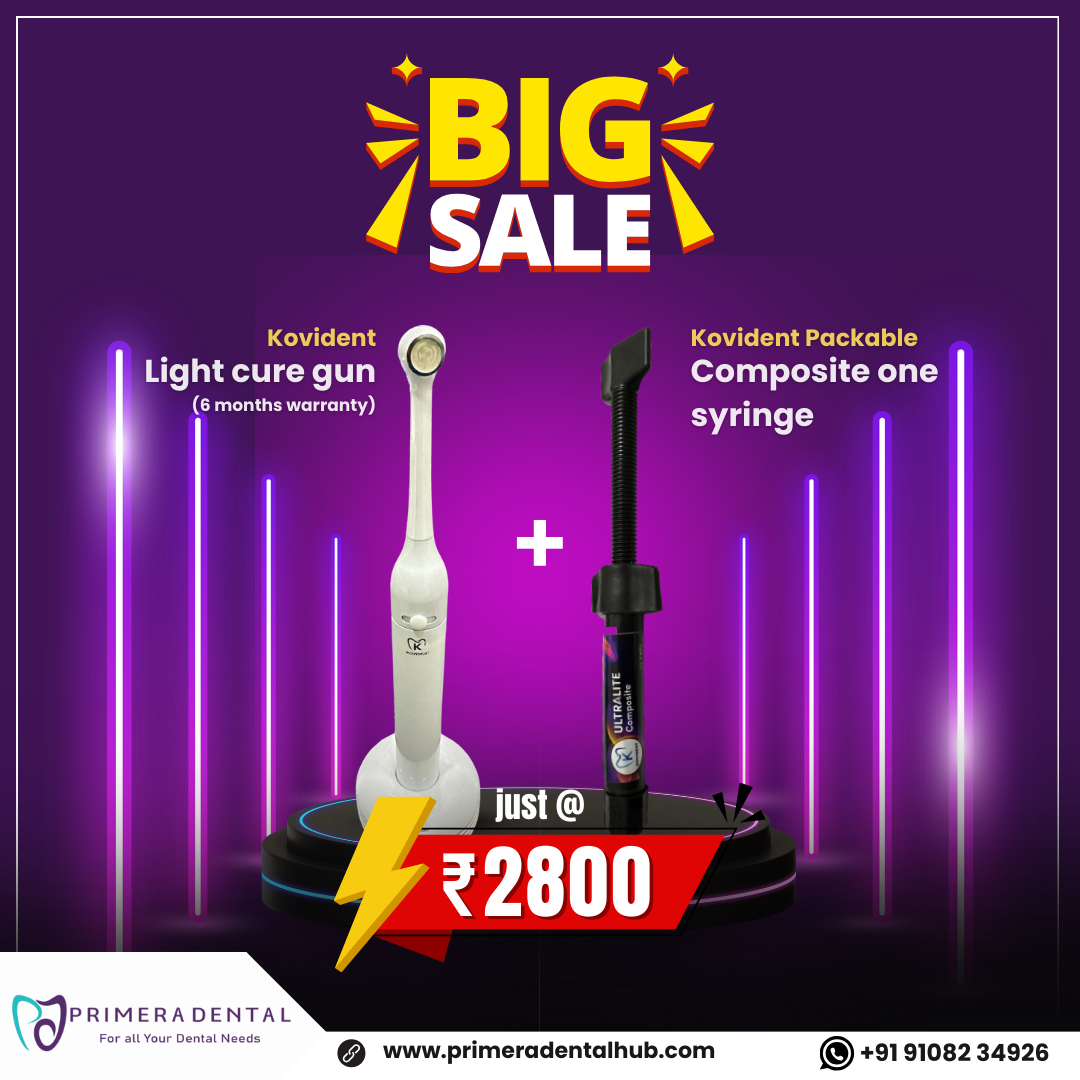 BIG
SALE
Kovident
Light cure gun
(6 months warranty)
Kovident Packable
Composite one
syringe
K
KOVIDENT
ULTRALITE
Composite
K
just @
₹2800
PRIMERA DENTAL
For all Your Dental Needs
www.primeradentalhub.com
+91 91082 34926